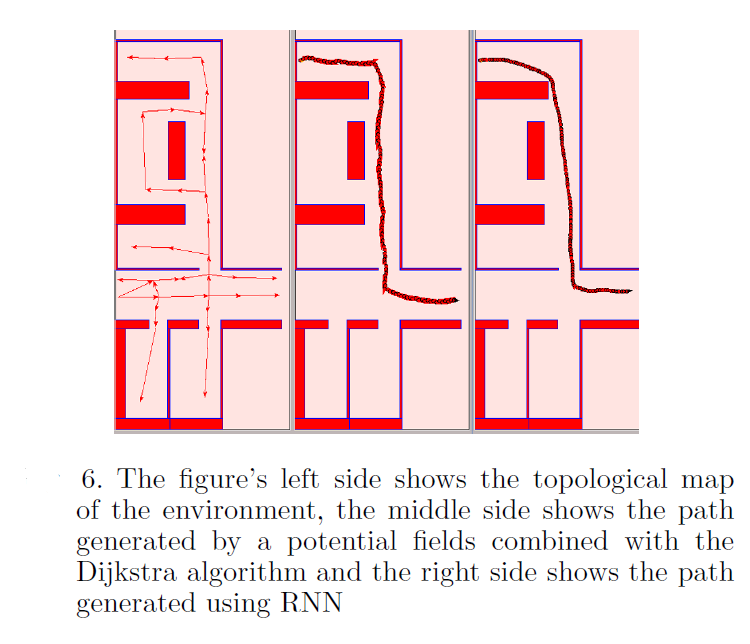 6. The figure's left side shows the topological map
of the environment, the middle side shows the path
generated by a potential fields combined with the
Dijkstra algorithm and the right side shows the path
generated using RNN